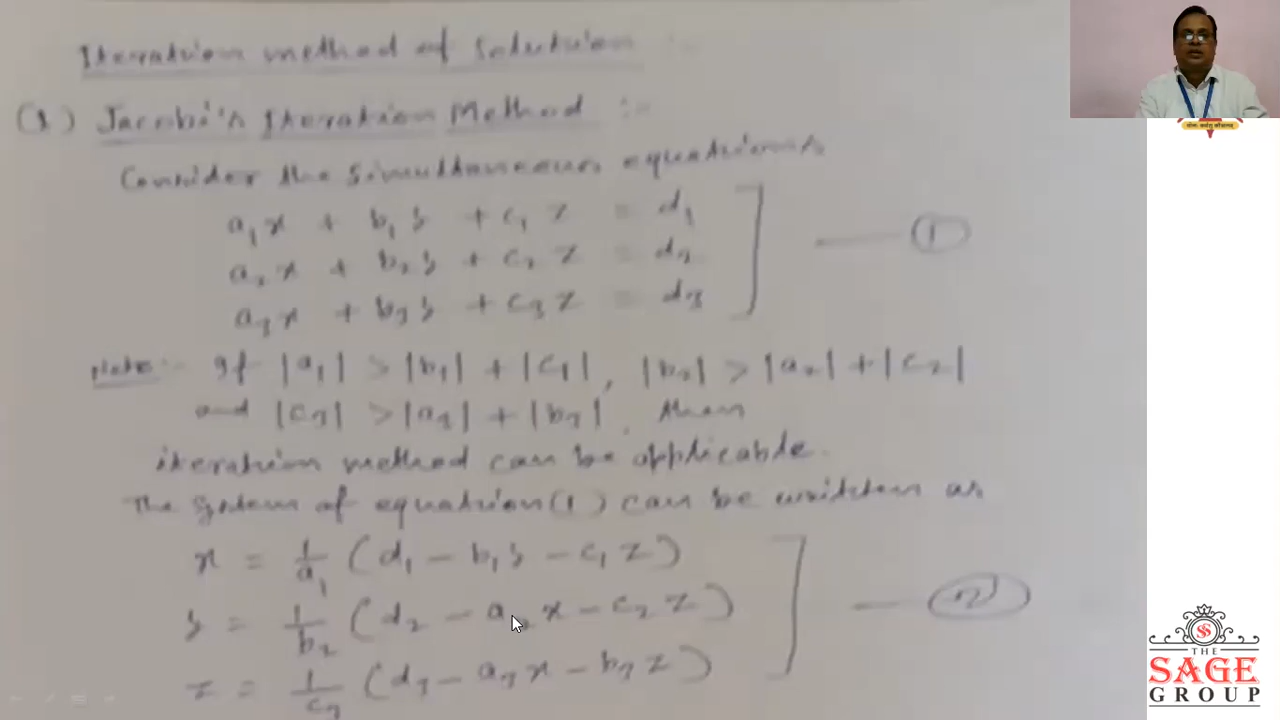 Iteration method of Solution :-
(1) Jacobi's Iteration Method :-
Consider the simultaneous equations
a₁x + b₁y + c₁z = d₁
a₂x + b₂y + c₂z = d₂ ] — ①
a₃x + b₃y + c₃z = d₃
Note:- If |a₁| > |b₁| + |c₁|, |b₂| > |a₂| + |c₂|
and |c₃| > |a₃| + |b₃|, then
iteration method can be applicable.
The system of equation (1) can be written as
x = 1/a₁ (d₁ – b₁y – c₁z)
y = 1/b₂ (d₂ – a₂x – c₂z) ] — ②
z = 1/c₃ (d₃ – a₃x – b₃z)
THE
SAGE
GROUP